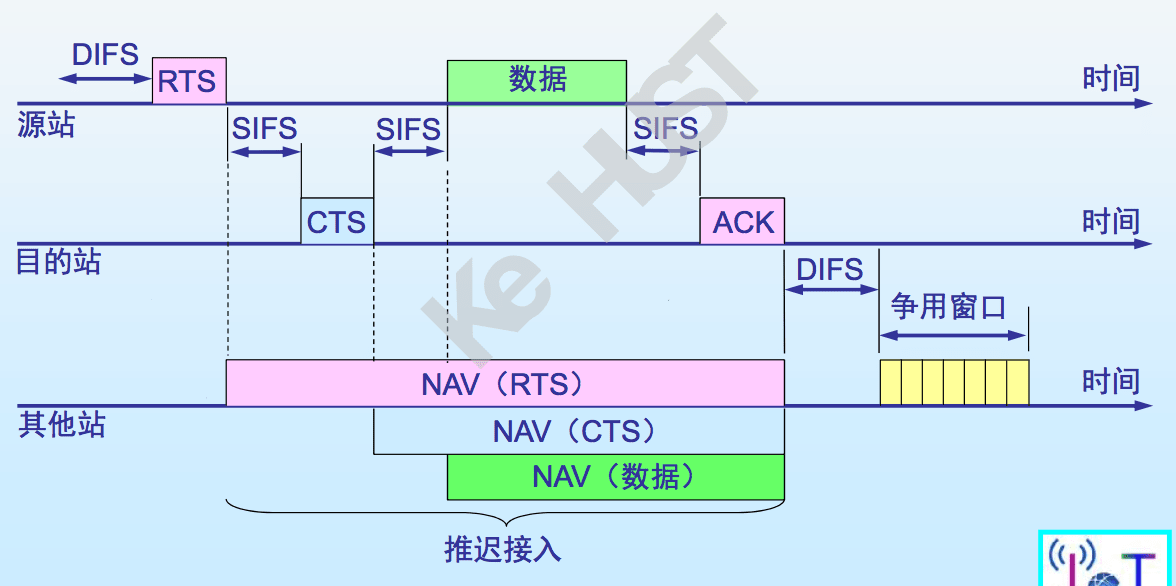 DIFS
RTS
数据
时间
源站
SIFS
SIFS
SIFS
CTS
ACK
时间
目的站
DIFS
争用窗口
NAV（RTS）
时间
其他站
NAV（CTS）
NAV（数据）
推迟接入
Ke HUST
IoT